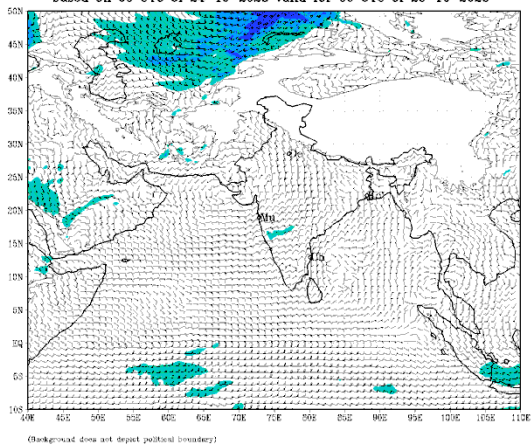 50N
45N
40N
35N
30N
25N
20N
15N
10N
5N
EQ
5S
10S
Mu
40E 45E 50E 55E 60E 65E 70E 75E 80E 85E 90E 95E 100E 105E 110E
(Background does not depict political boundary)